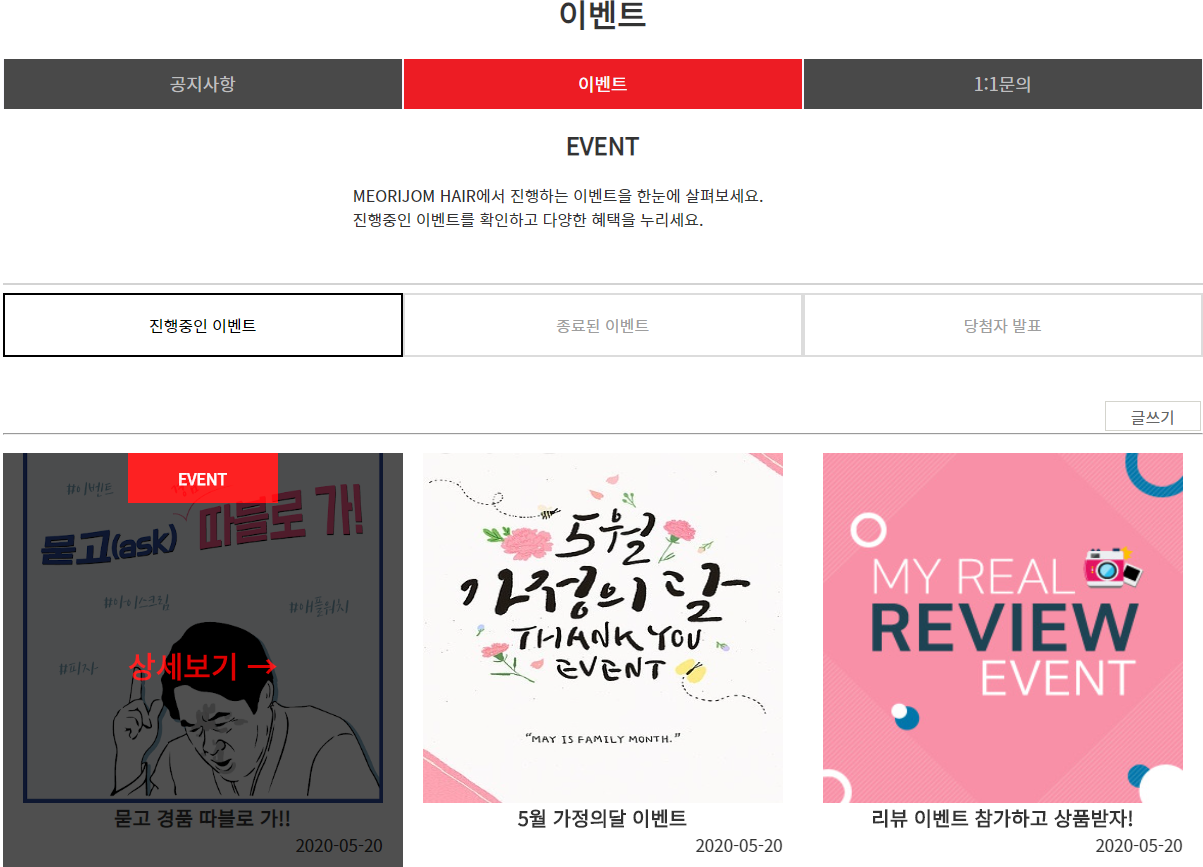 이벤트
공지사항
이벤트
1:1문의
EVENT
MEORIJOM HAIR에서 진행하는 이벤트을 한눈에 살펴보세요.
진행중인 이벤트를 확인하고 다양한 혜택을 누리세요.
진행중인 이벤트
종료된 이벤트
당첨자 발표
글쓰기
EVENT
#이벤트
묻고(ask)
따블로 가!
#아이스크림
#애플워치
#피자
상세보기 →
묻고 경품 따블로 가!!
2020-05-20
5월
가정의달
THANK YOU
EVENT
“MAY IS FAMILY MONTH.”
5월 가정의달 이벤트
2020-05-20
MY REAL
REVIEW
EVENT
리뷰 이벤트 참가하고 상품받자!
2020-05-20